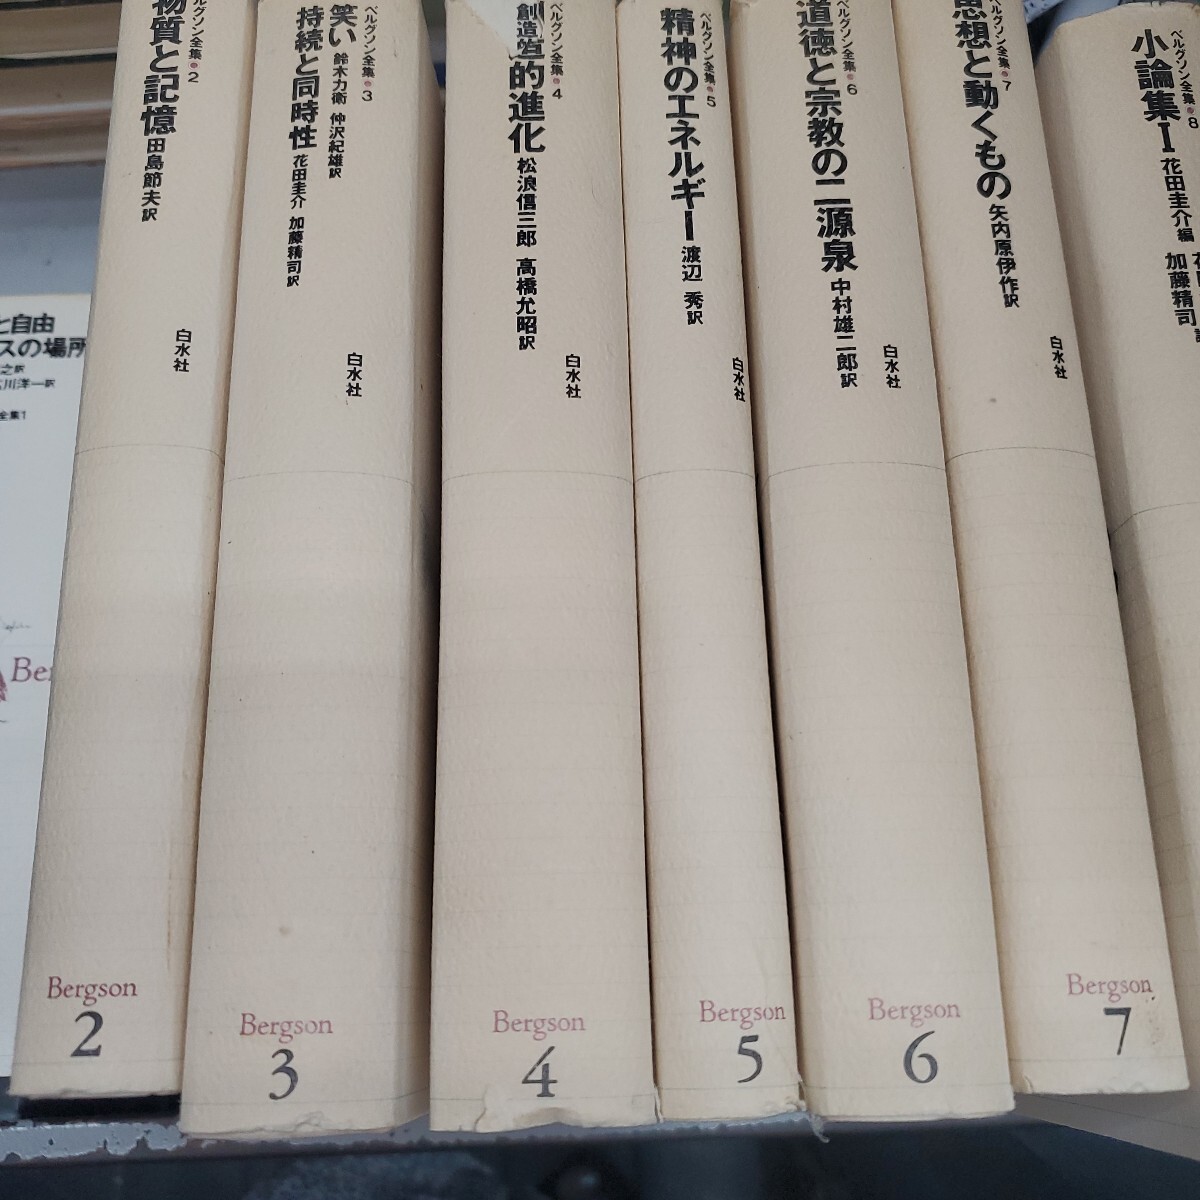 と自由
スの場所
之訳
川洋一訳
全集1
ルグソン全集・2
物質と記憶
田島節夫訳
白水社
Bergson
2
ベルグソン全集・3
笑い
鈴木力衛 仲沢紀雄訳
持続と同時性
花田圭介 加藤精司訳
白水社
Bergson
3
ベルグソン全集・4
創造的進化
松浪信三郎 高橋允昭訳
白水社
Bergson
4
ベルグソン全集・5
精神のエネルギー
渡辺 秀訳
白水社
Bergson
5
ベルグソン全集・6
道徳と宗教の二源泉
中村雄二郎訳
白水社
Bergson
6
ベルグソン全集・7
思想と動くもの
矢内原伊作訳
白水社
Bergson
7
ベルグソン全集・8
小論集I
花田圭介編
加藤精司